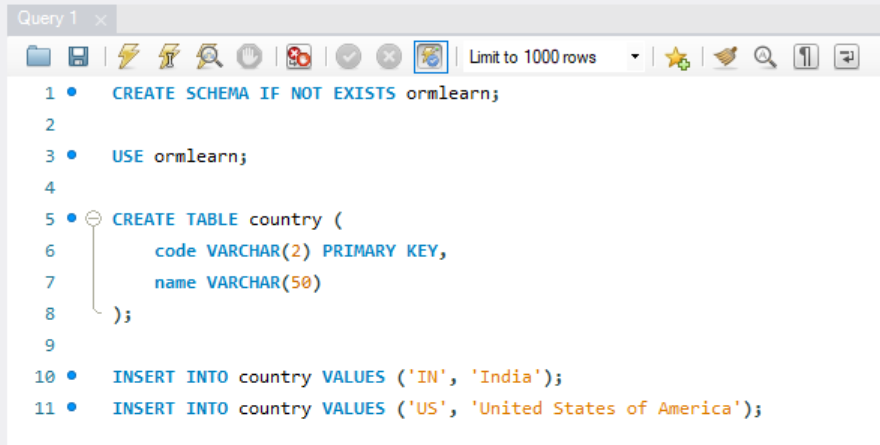 Query 1
Limit to 1000 rows
1 CREATE SCHEMA IF NOT EXISTS ormlearn;
2
3 USE ormlearn;
4
5 CREATE TABLE country (
6 code VARCHAR(2) PRIMARY KEY,
7 name VARCHAR(50)
8 );
9
10 INSERT INTO country VALUES ('IN', 'India');
11 INSERT INTO country VALUES ('US', 'United States of America');